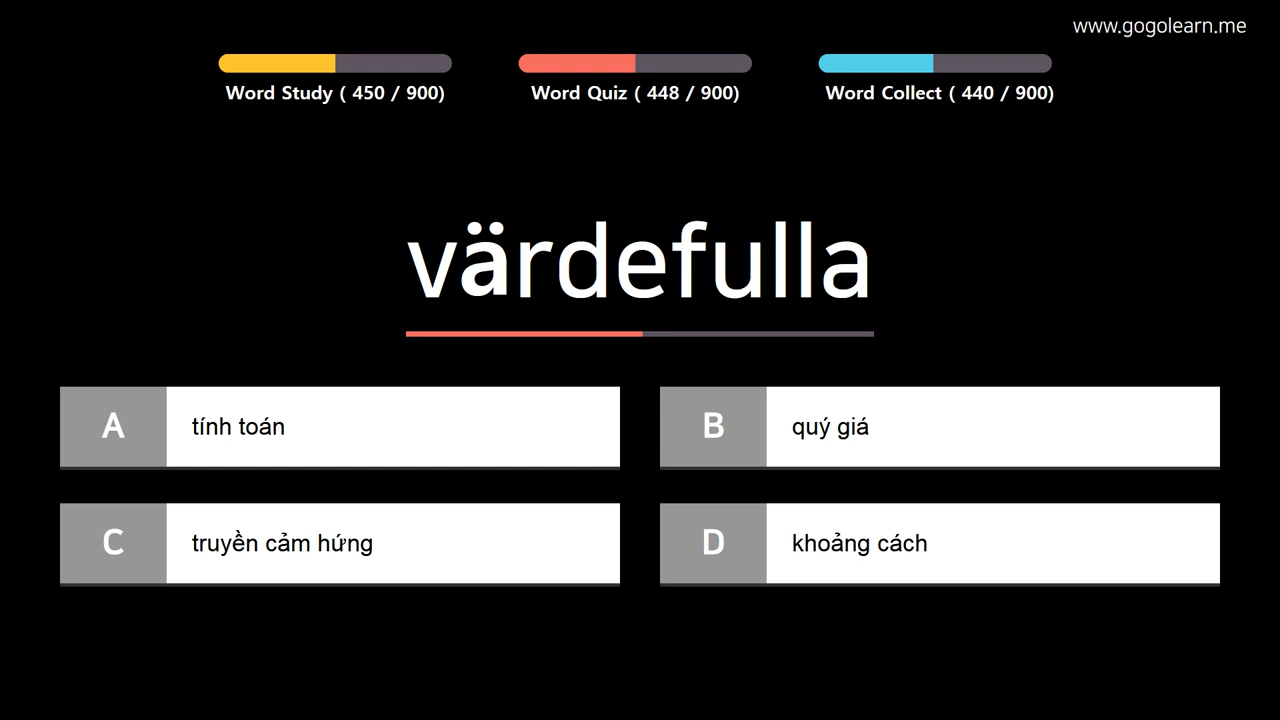 www.gogolearn.me
Word Study ( 450 / 900)
Word Quiz ( 448 / 900)
Word Collect ( 440 / 900)
värdefulla
A tính toán
B quý giá
C truyền cảm hứng
D khoảng cách